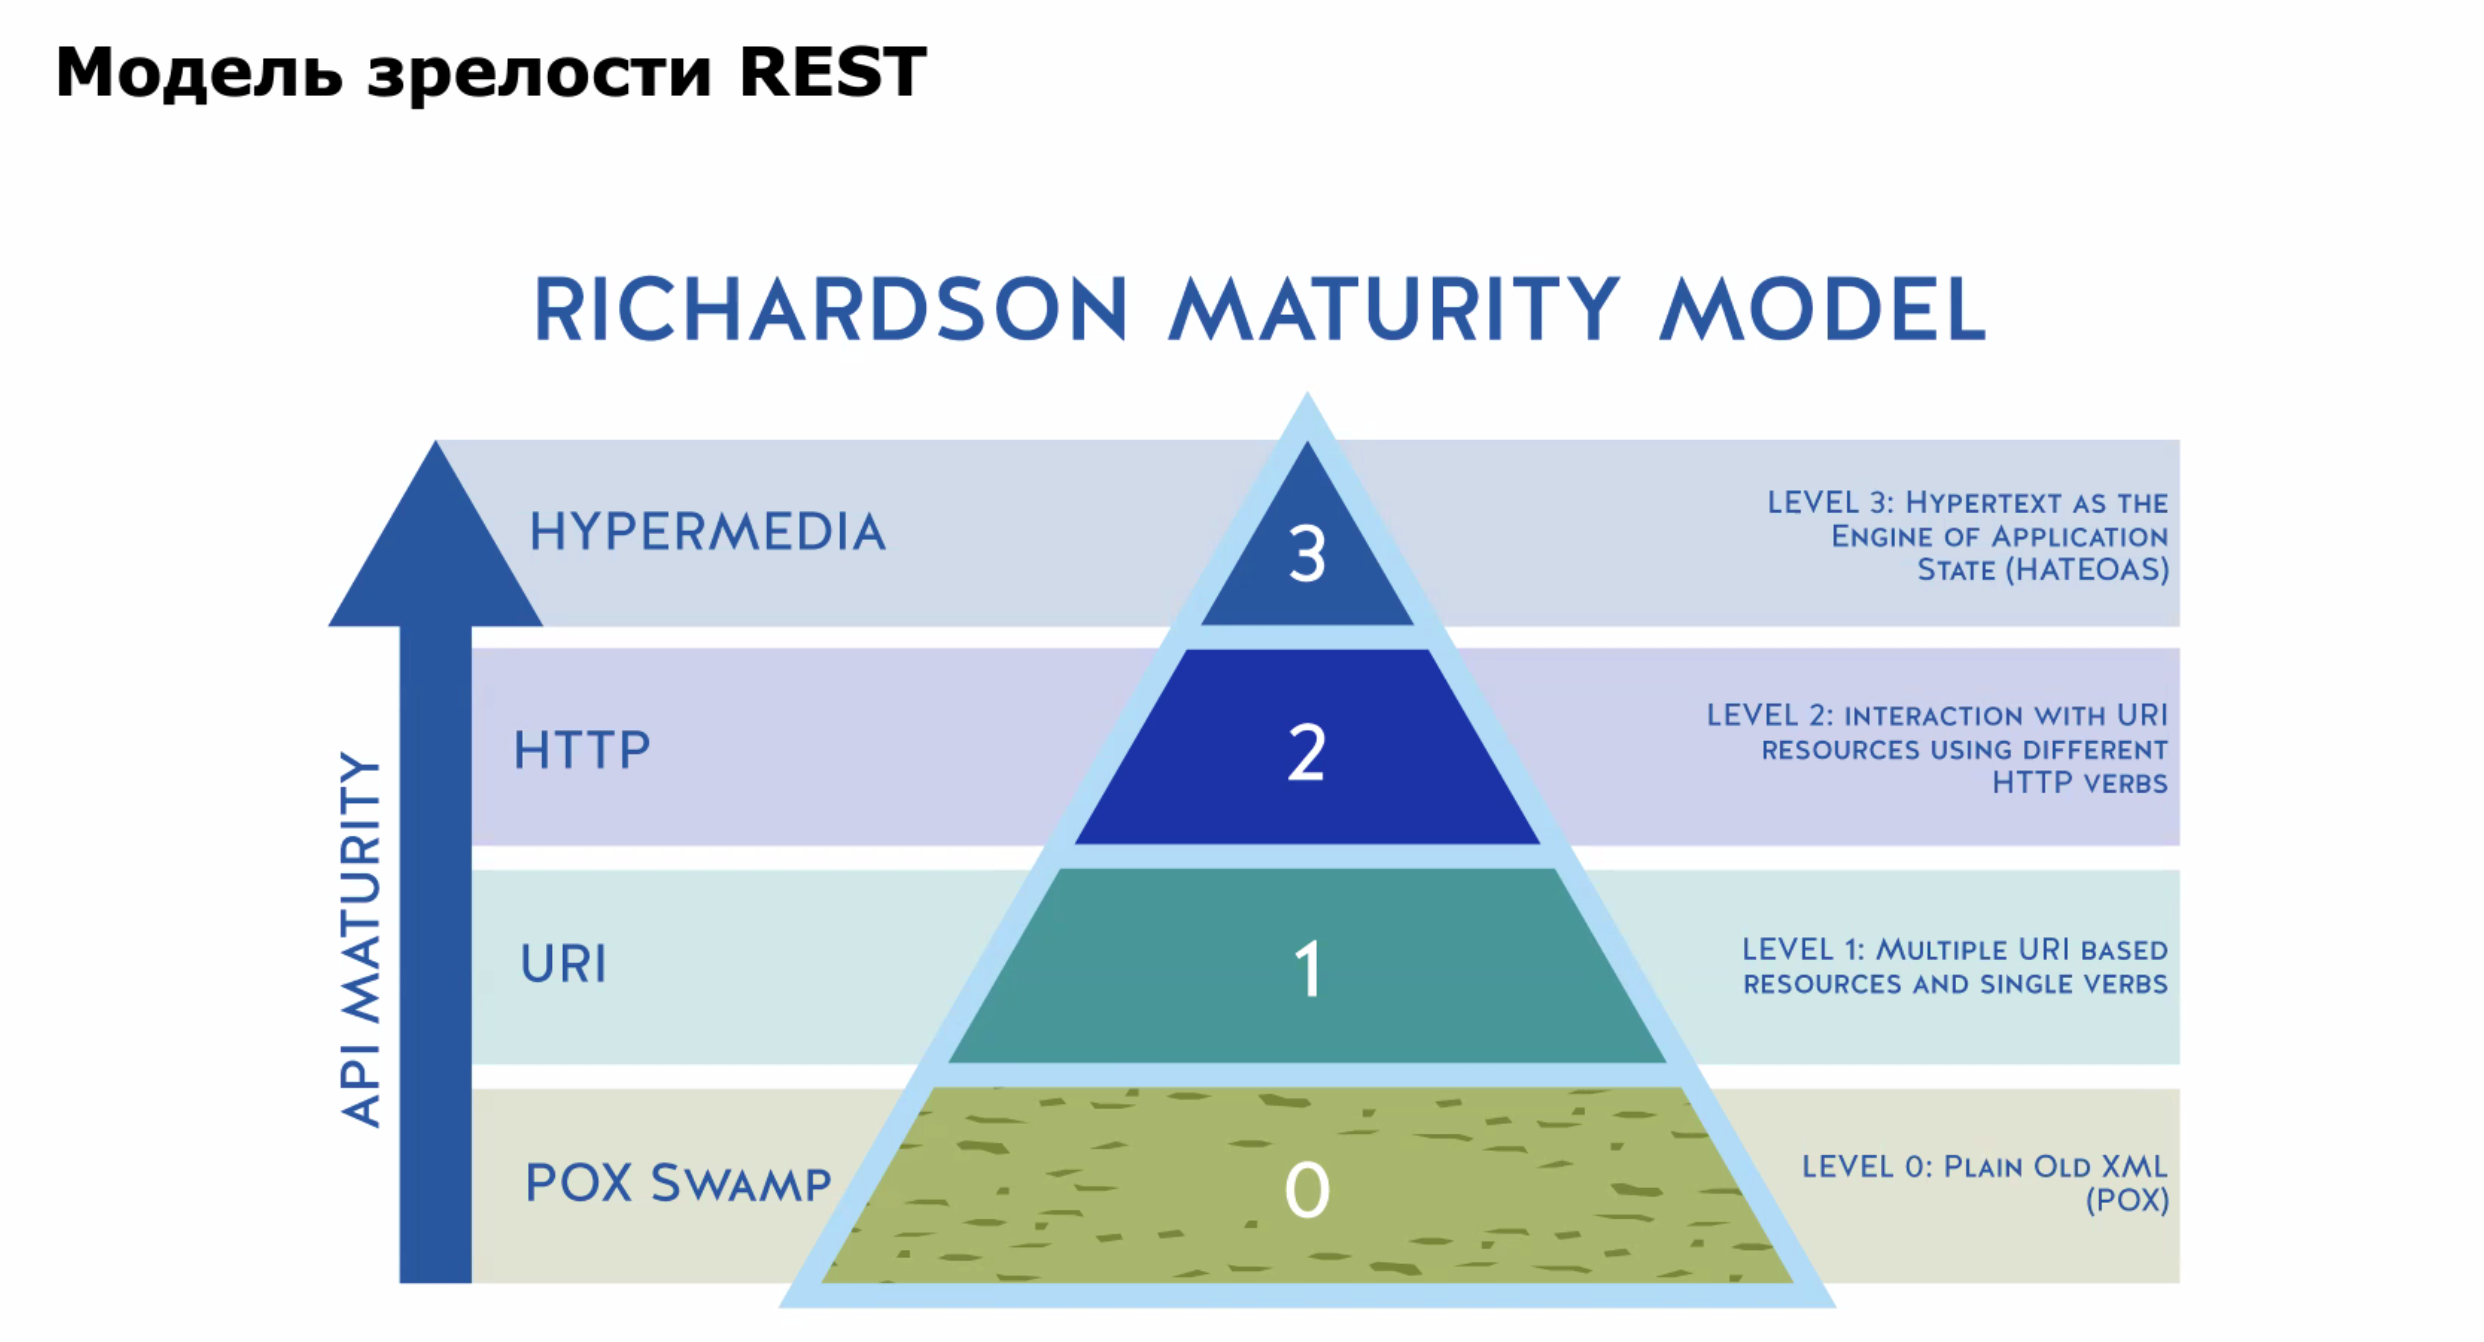 Модель зрелости REST
RICHARDSON MATURITY MODEL
API MATURITY
HYPERMEDIA
3
LEVEL 3: HYPERTEXT AS THE
ENGINE OF APPLICATION
STATE (HATEOAS)
HTTP
2
LEVEL 2: INTERACTION WITH URI
RESOURCES USING DIFFERENT
HTTP VERBS
URI
1
LEVEL 1: MULTIPLE URI BASED
RESOURCES AND SINGLE VERBS
POX SWAMP
0
LEVEL 0: PLAIN OLD XML
(POX)